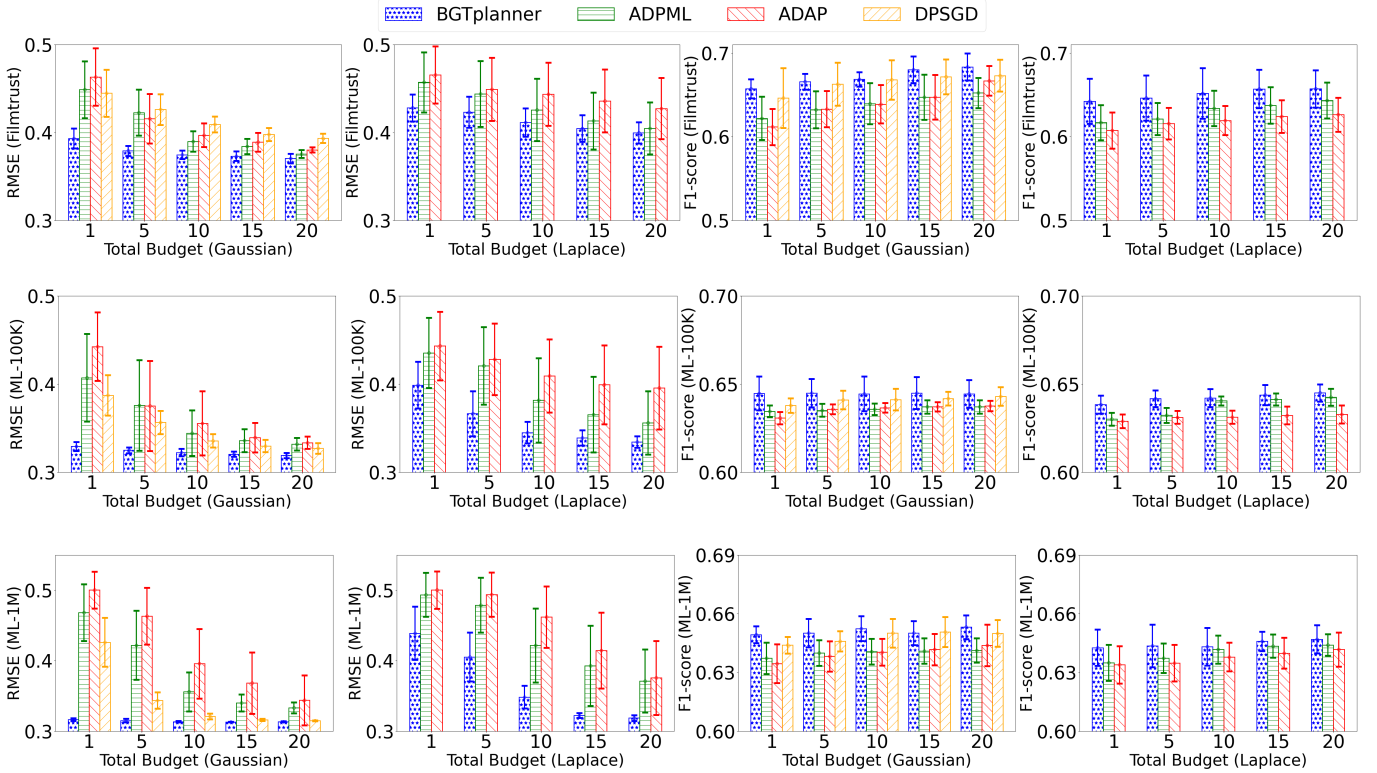 BGTplanner ADPML ADAP DPSGD
RMSE (Filmtrust)
0.5
0.4
0.3
1 5 10 15 20
Total Budget (Gaussian)
RMSE (Filmtrust)
0.5
0.4
0.3
1 5 10 15 20
Total Budget (Laplace)
F1-score (Filmtrust)
0.7
0.6
0.5
1 5 10 15 20
Total Budget (Gaussian)
F1-score (Filmtrust)
0.7
0.6
0.5
1 5 10 15 20
Total Budget (Laplace)
RMSE (ML-100K)
0.5
0.4
0.3
1 5 10 15 20
Total Budget (Gaussian)
RMSE (ML-100K)
0.5
0.4
0.3
1 5 10 15 20
Total Budget (Laplace)
F1-score (ML-100K)
0.70
0.65
0.60
1 5 10 15 20
Total Budget (Gaussian)
F1-score (ML-100K)
0.70
0.65
0.60
1 5 10 15 20
Total Budget (Laplace)
RMSE (ML-1M)
0.5
0.4
0.3
1 5 10 15 20
Total Budget (Gaussian)
RMSE (ML-1M)
0.5
0.4
0.3
1 5 10 15 20
Total Budget (Laplace)
F1-score (ML-1M)
0.69
0.66
0.63
0.60
1 5 10 15 20
Total Budget (Gaussian)
F1-score (ML-1M)
0.69
0.66
0.63
0.60
1 5 10 15 20
Total Budget (Laplace)